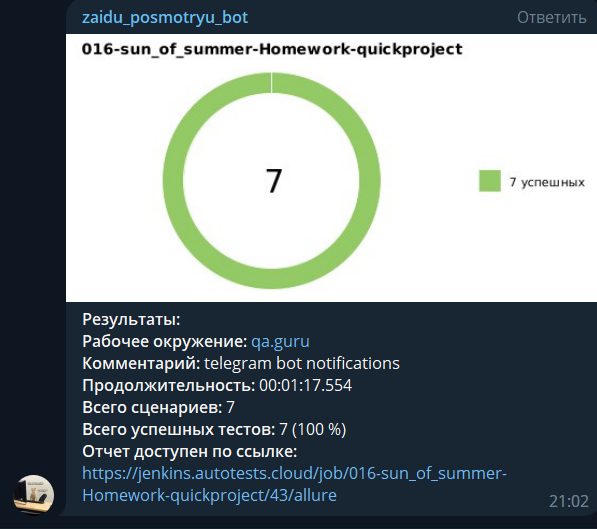 zaidu_posmotryu_bot
Ответить
016-sun_of_summer-Homework-quickproject
7
7 успешных
Результаты:
Рабочее окружение: qa.guru
Комментарий: telegram bot notifications
Продолжительность: 00:01:17.554
Всего сценариев: 7
Всего успешных тестов: 7 (100 %)
Отчет доступен по ссылке:
https://jenkins.autotests.cloud/job/016-sun_of_summer-
Homework-quickproject/43/allure
21:02